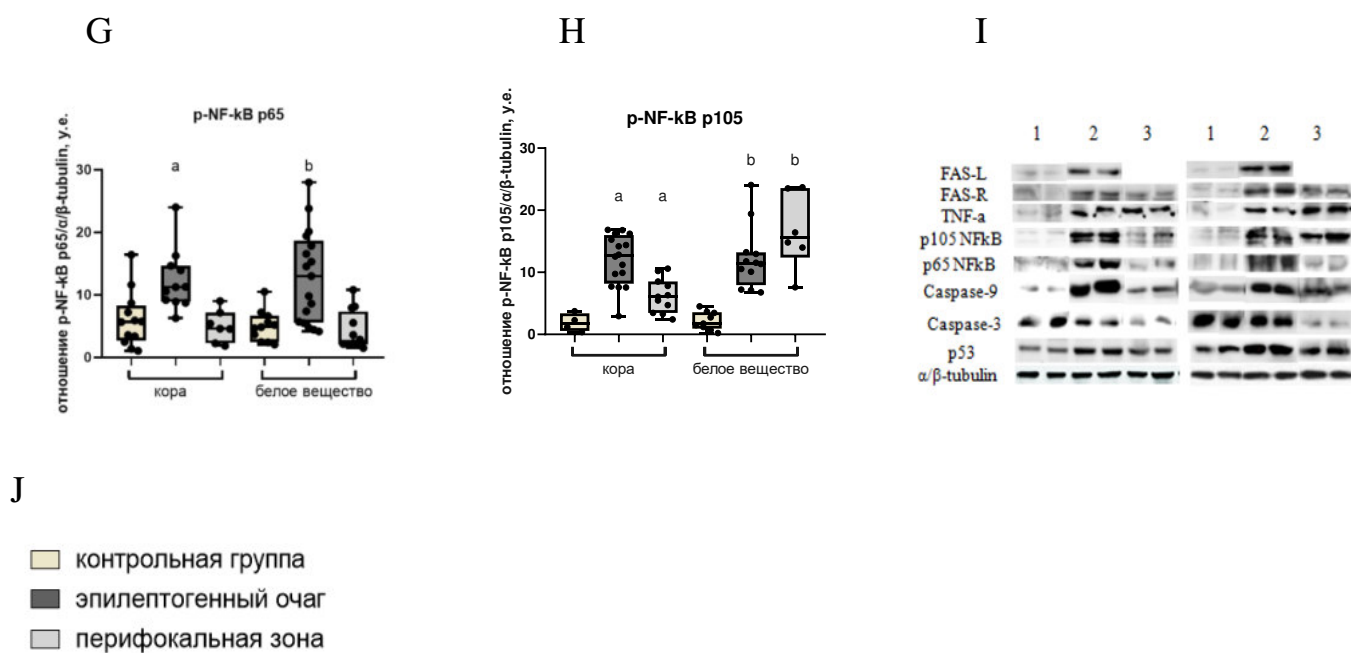 G
H
I
p-NF-kB p65
отношение p-NF-kB p65/α/β-tubulin, у.е.
30
20
10
0
a
b
кора
белое вещество
p-NF-kB p105
отношение p-NF-kB p105/α/β-tubulin, у.е.
30
20
10
0
a
a
b
b
кора
белое вещество
1 2 3 1 2 3
FAS-L
FAS-R
TNF-a
p105 NFkB
p65 NFkB
Caspase-9
Caspase-3
p53
α/β-tubulin
J
контрольная группа
эпилептогенный очаг
перифокальная зона